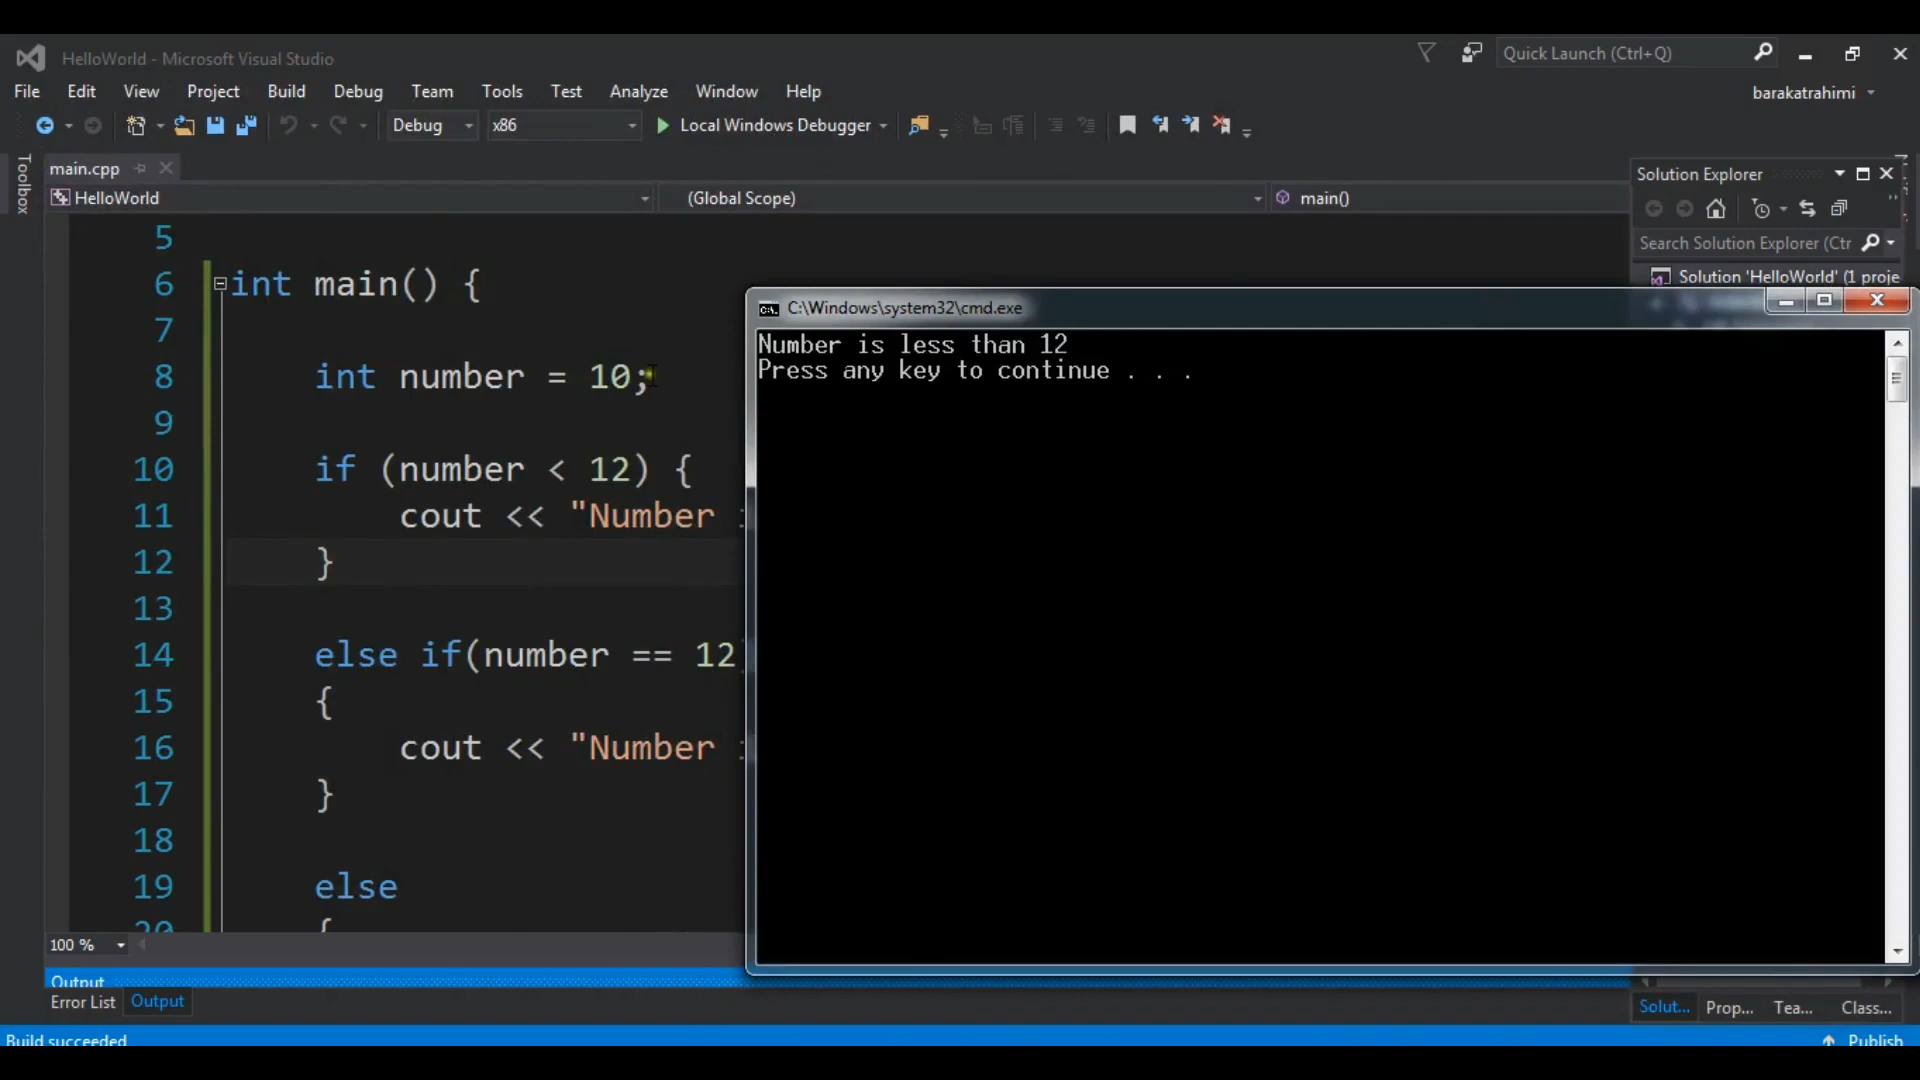 HelloWorld - Microsoft Visual Studio
Quick Launch (Ctrl+Q)
File Edit View Project Build Debug Team Tools Test Analyze Window Help
barakatrahimi
Debug x86 Local Windows Debugger
Toolbox
main.cpp
HelloWorld (Global Scope) main()
Solution Explorer
Search Solution Explorer (Ctr
Solution 'HelloWorld' (1 proje
5
6 int main() {
7
8 int number = 10;
9
10 if (number < 12) {
11 cout << "Number
12 }
13
14 else if(number == 12
15 {
16 cout << "Number
17 }
18
19 else
20 {
C:\Windows\system32\cmd.exe
Number is less than 12
Press any key to continue . . .
100 %
Output
Error List Output
Solut... Prop... Tea... Class...
Build succeeded
Publish